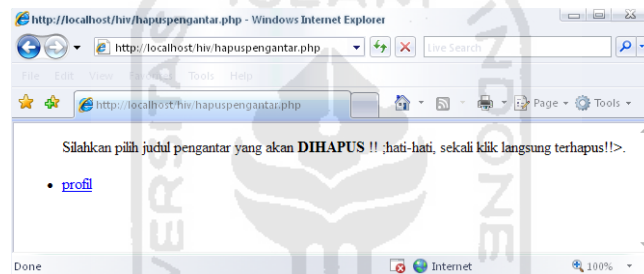 http://localhost/hiv/hapuspengantar.php - Windows Internet Explorer
http://localhost/hiv/hapuspengantar.php Live Search
File Edit View Favorites Tools Help
http://localhost/hiv/hapuspengantar.php Page Tools
Silahkan pilih judul pengantar yang akan DIHAPUS !! ;hati-hati, sekali klik langsung terhapus!!>.
profil
Done Internet 100%